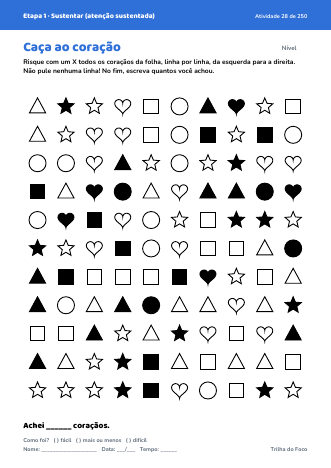 Etapa 1 · Sustentar (atenção sustentada)
Atividade 28 de 250
Caça ao coração
Nível
Risque com um X todos os corações da folha, linha por linha, da esquerda para a direita.
Não pule nenhuma linha! No fim, escreva quantos você achou.
Achei ______ corações.
Como foi? ( ) fácil ( ) mais ou menos ( ) difícil
Nome: ____________________ Data: ___/___ Tempo: ______
Trilha do Foco